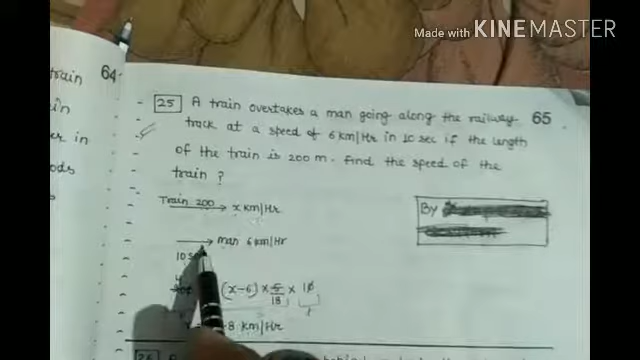 Made with KINEMASTER
train 64
in
er in
ods
25 A train overtakes a man going along the railway 65
track at a speed of 6 km/Hr in 10 sec if the length
of the train is 200 m. Find the speed of the
train ?
Train 200 x km/Hr
By
man 6 km/Hr
10 s
(x-6) × 5/18 × 10
1
.8 km/Hr